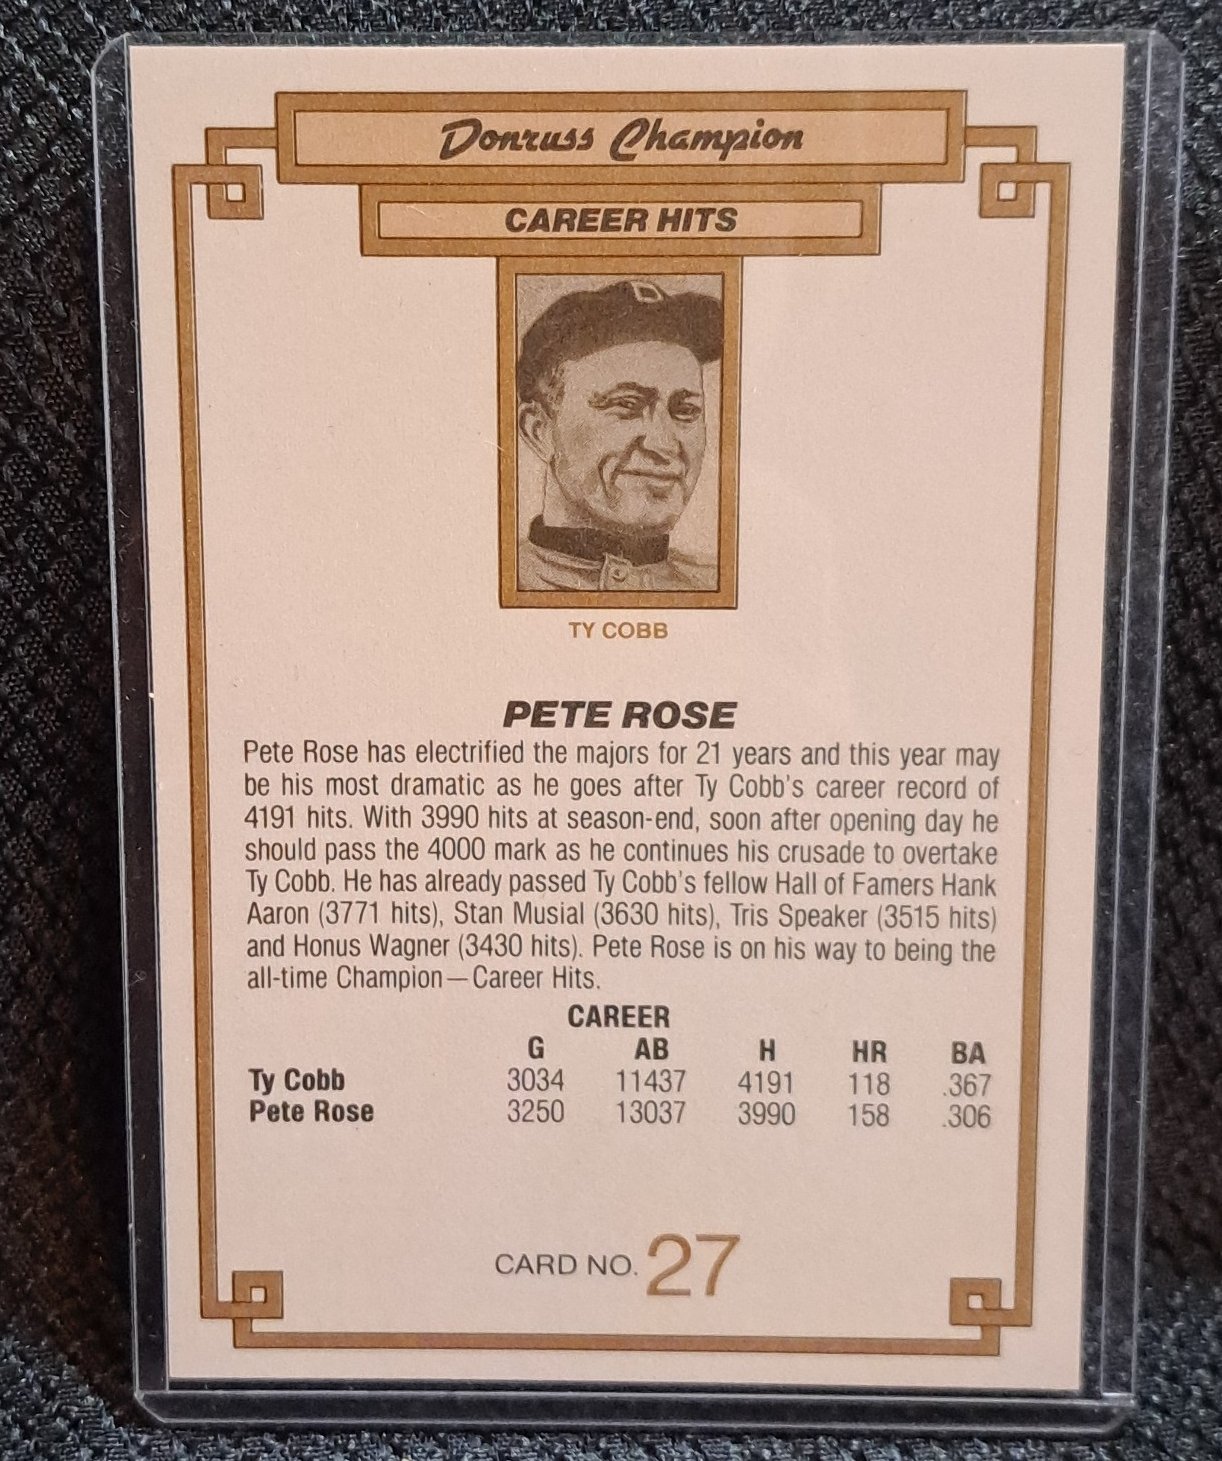 Donruss Champion
CAREER HITS
D
TY COBB
PETE ROSE
Pete Rose has electrified the majors for 21 years and this year may
be his most dramatic as he goes after Ty Cobb's career record of
4191 hits. With 3990 hits at season-end, soon after opening day he
should pass the 4000 mark as he continues his crusade to overtake
Ty Cobb. He has already passed Ty Cobb's fellow Hall of Famers Hank
Aaron (3771 hits), Stan Musial (3630 hits), Tris Speaker (3515 hits)
and Honus Wagner (3430 hits). Pete Rose is on his way to being the
all-time Champion—Career Hits.
CAREER
G AB H HR BA
Ty Cobb 3034 11437 4191 118 .367
Pete Rose 3250 13037 3990 158 .306
CARD NO. 27